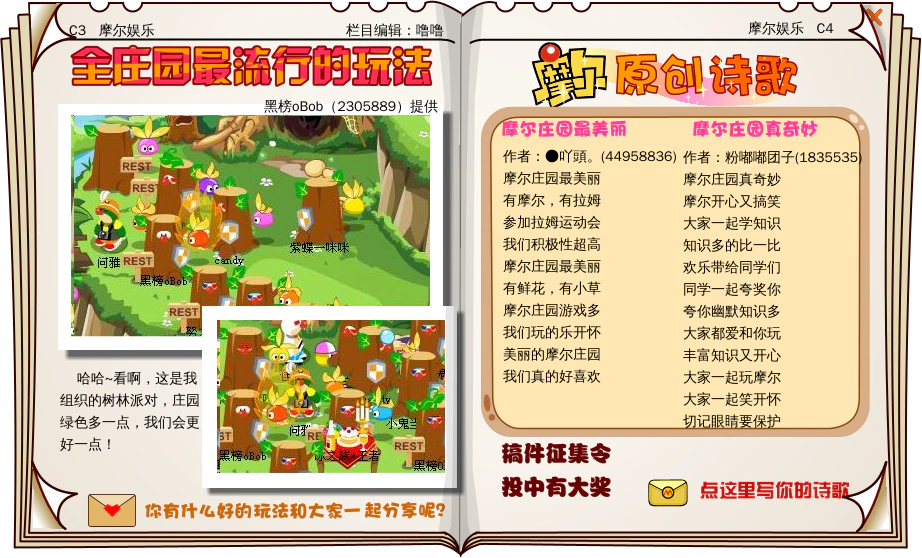 C3 摩尔娱乐
栏目编辑：噜噜
全庄园最流行的玩法
黑榜oBob（2305889）提供
REST
REST
紫蝶一咪咪
问雅
REST
candy
黑榜oBob
REST
哈哈~看啊，这是我
组织的树林派对，庄园
绿色多一点，我们会更
好一点！
问雅
小鬼
黑榜oBob
REST
黑榜
你有什么好的玩法和大家一起分享呢?
摩尔娱乐 C4
摩尔 原创诗歌
摩尔庄园最美丽
作者：●吖頭。(44958836)
摩尔庄园最美丽
有摩尔，有拉姆
参加拉姆运动会
我们积极性超高
摩尔庄园最美丽
有鲜花，有小草
摩尔庄园游戏多
我们玩的乐开怀
美丽的摩尔庄园
我们真的好喜欢
摩尔庄园真奇妙
作者：粉嘟嘟团子(1835535)
摩尔庄园真奇妙
摩尔开心又搞笑
大家一起学知识
知识多的比一比
欢乐带给同学们
同学一起夸奖你
夸你幽默知识多
大家都爱和你玩
丰富知识又开心
大家一起玩摩尔
大家一起笑开怀
切记眼睛要保护
稿件征集令
投中有大奖
点这里写你的诗歌